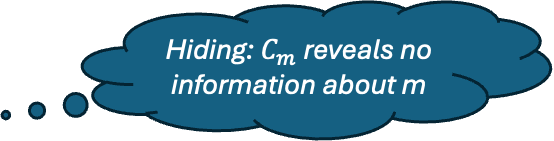 Hiding: Cₘ reveals no
information about m